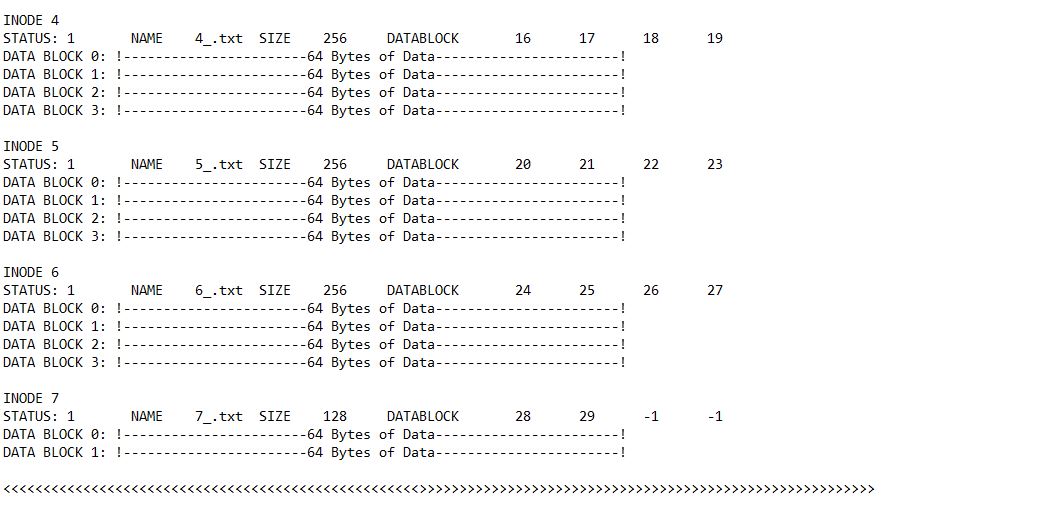 INODE 4
STATUS: 1 NAME 4_.txt SIZE 256 DATABLOCK 16 17 18 19
DATA BLOCK 0: !-----------------------64 Bytes of Data-----------------------!
DATA BLOCK 1: !-----------------------64 Bytes of Data-----------------------!
DATA BLOCK 2: !-----------------------64 Bytes of Data-----------------------!
DATA BLOCK 3: !-----------------------64 Bytes of Data-----------------------!
INODE 5
STATUS: 1 NAME 5_.txt SIZE 256 DATABLOCK 20 21 22 23
DATA BLOCK 0: !-----------------------64 Bytes of Data-----------------------!
DATA BLOCK 1: !-----------------------64 Bytes of Data-----------------------!
DATA BLOCK 2: !-----------------------64 Bytes of Data-----------------------!
DATA BLOCK 3: !-----------------------64 Bytes of Data-----------------------!
INODE 6
STATUS: 1 NAME 6_.txt SIZE 256 DATABLOCK 24 25 26 27
DATA BLOCK 0: !-----------------------64 Bytes of Data-----------------------!
DATA BLOCK 1: !-----------------------64 Bytes of Data-----------------------!
DATA BLOCK 2: !-----------------------64 Bytes of Data-----------------------!
DATA BLOCK 3: !-----------------------64 Bytes of Data-----------------------!
INODE 7
STATUS: 1 NAME 7_.txt SIZE 128 DATABLOCK 28 29 -1 -1
DATA BLOCK 0: !-----------------------64 Bytes of Data-----------------------!
DATA BLOCK 1: !-----------------------64 Bytes of Data-----------------------!
<<<<<<<<<<<<<<<<<<<<<<<<<<<<<<<<<<<<<<<<<<<<<<<<<<<<>>>>>>>>>>>>>>>>>>>>>>>>>>>>>>>>>>>>>>>>>>>>>>>>>>>>>>>>>